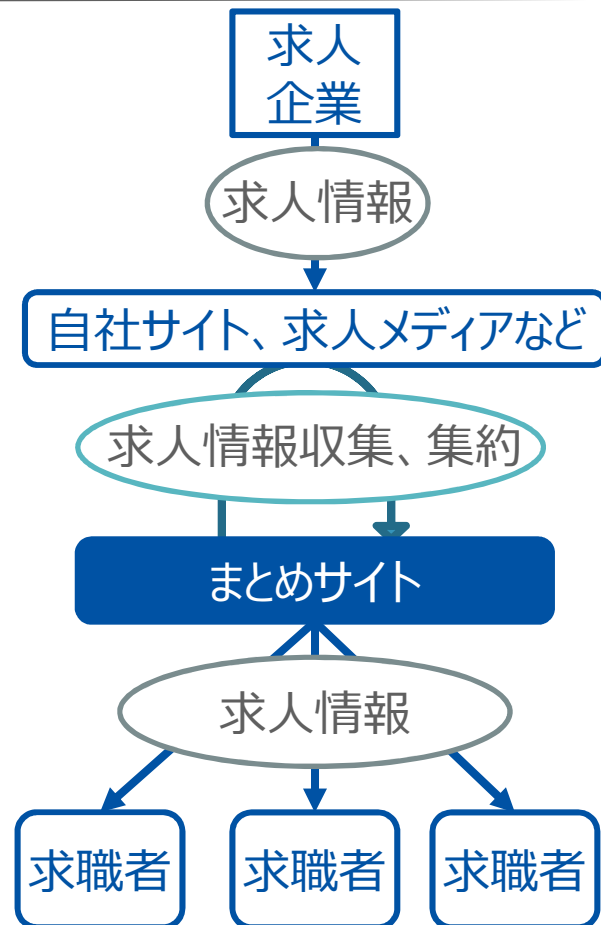 求人
企業
求人情報
自社サイト、求人メディアなど
求人情報収集、集約
まとめサイト
求人情報
求職者 求職者 求職者